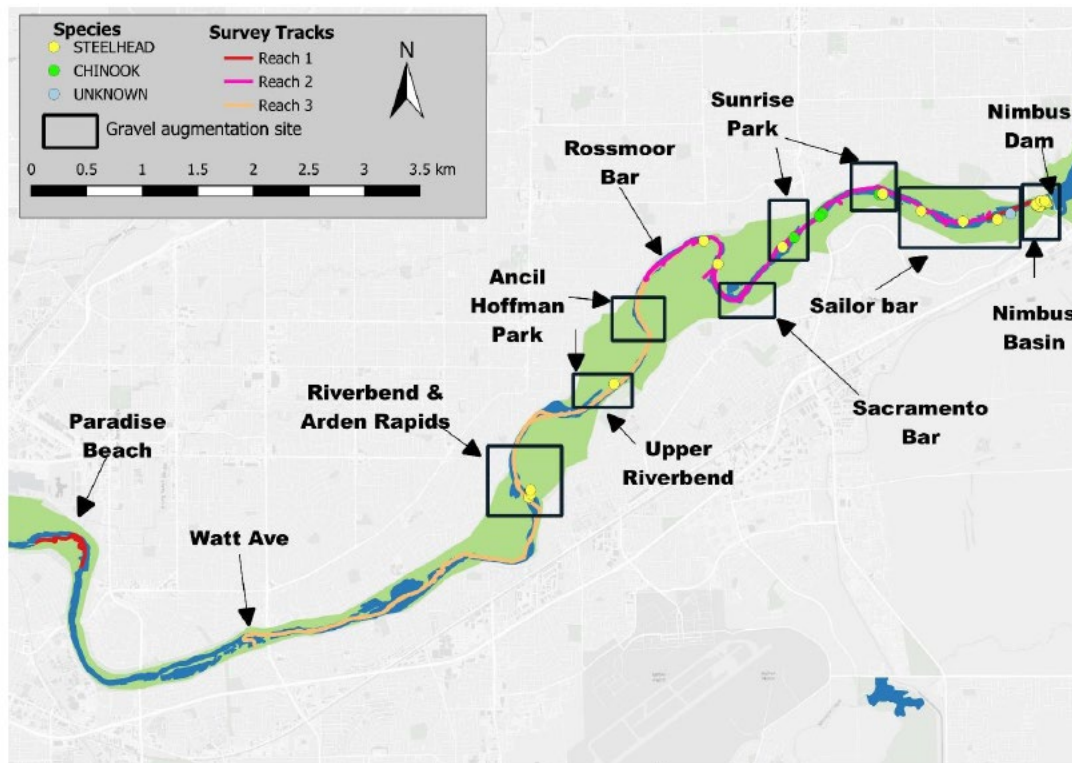 Species
STEELHEAD
CHINOOK
UNKNOWN
Survey Tracks
Reach 1
Reach 2
Reach 3
N
Gravel augmentation site
0 0.5 1 1.5 2 2.5 3 3.5 km
Sunrise
Park
Nimbus
Dam
Rossmoor
Bar
Ancil
Hoffman
Park
Sailor bar
Nimbus
Basin
Riverbend &
Arden Rapids
Sacramento
Bar
Paradise
Beach
Upper
Riverbend
Watt Ave